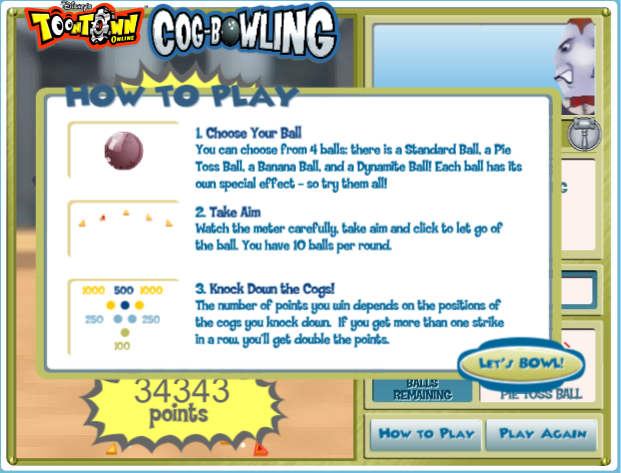 Disney's
TOONTOWN
ONLINE
COG-BOWLING
HOW TO PLAY
1. Choose Your Ball
You can choose from 4 balls: there is a Standard Ball, a Pie
Toss Ball, a Banana Ball, and a Dynamite Ball! Each ball has its
own special effect - so try them all!
2. Take Aim
Watch the meter carefully, take aim and click to let go of
the ball. You have 10 balls per round.
1000 500 1000
250 250
100
3. Knock Down the Cogs!
The number of points you win depends on the positions of
the cogs you knock down. If you get more than one strike
in a row, you'll get double the points.
LET'S BOWL!
34343
points
BALLS
REMAINING
PIE TOSS BALL
HOW TO PLAY
PLAY AGAIN